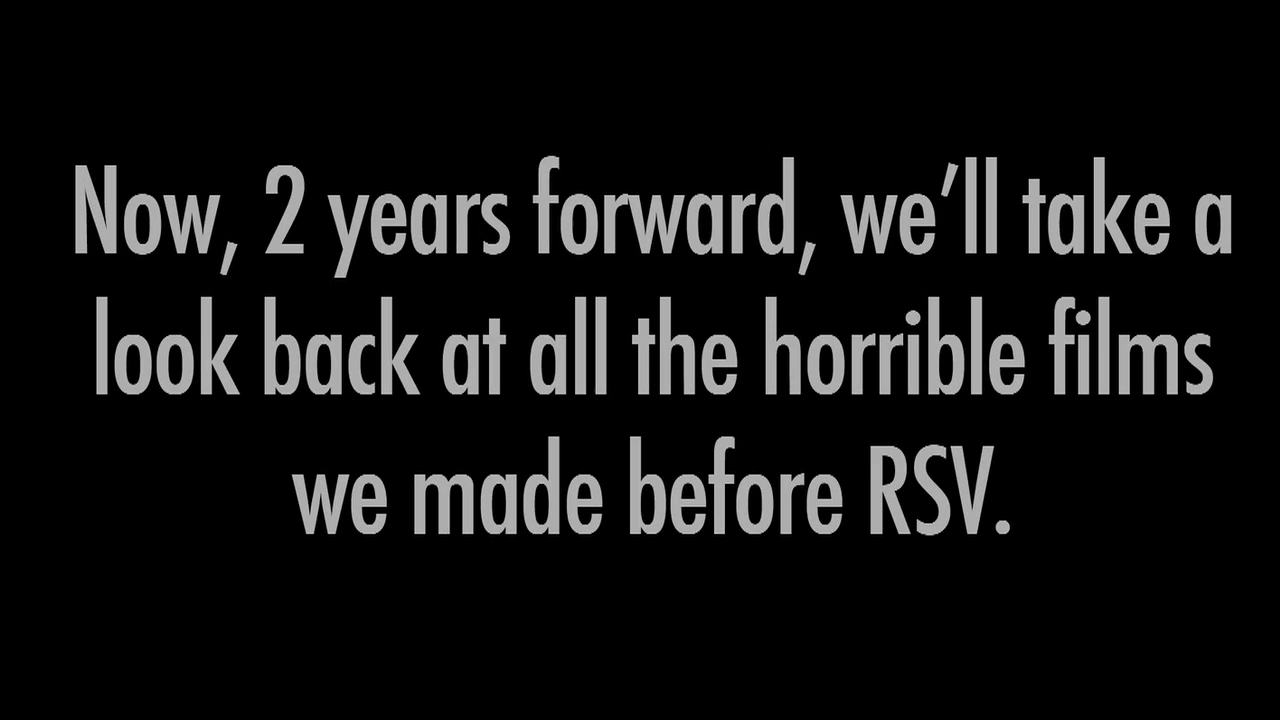 Now, 2 years forward, we’ll take a
look back at all the horrible films
we made before RSV.